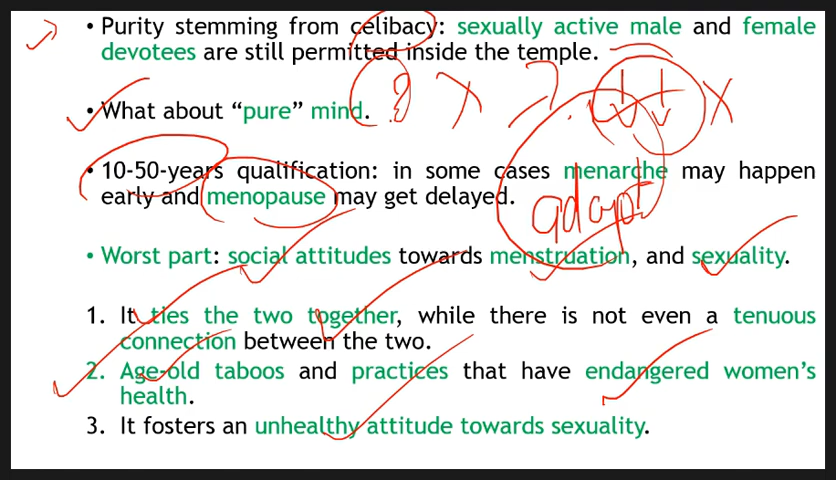 • Purity stemming from celibacy: sexually active male and female
devotees are still permitted inside the temple.
• What about “pure” mind.
• 10-50-years qualification: in some cases menarche may happen
early and menopause may get delayed.
adapt
• Worst part: social attitudes towards menstruation, and sexuality.
1. It ties the two together, while there is not even a tenuous
connection between the two.
2. Age-old taboos and practices that have endangered women’s
health.
3. It fosters an unhealthy attitude towards sexuality.